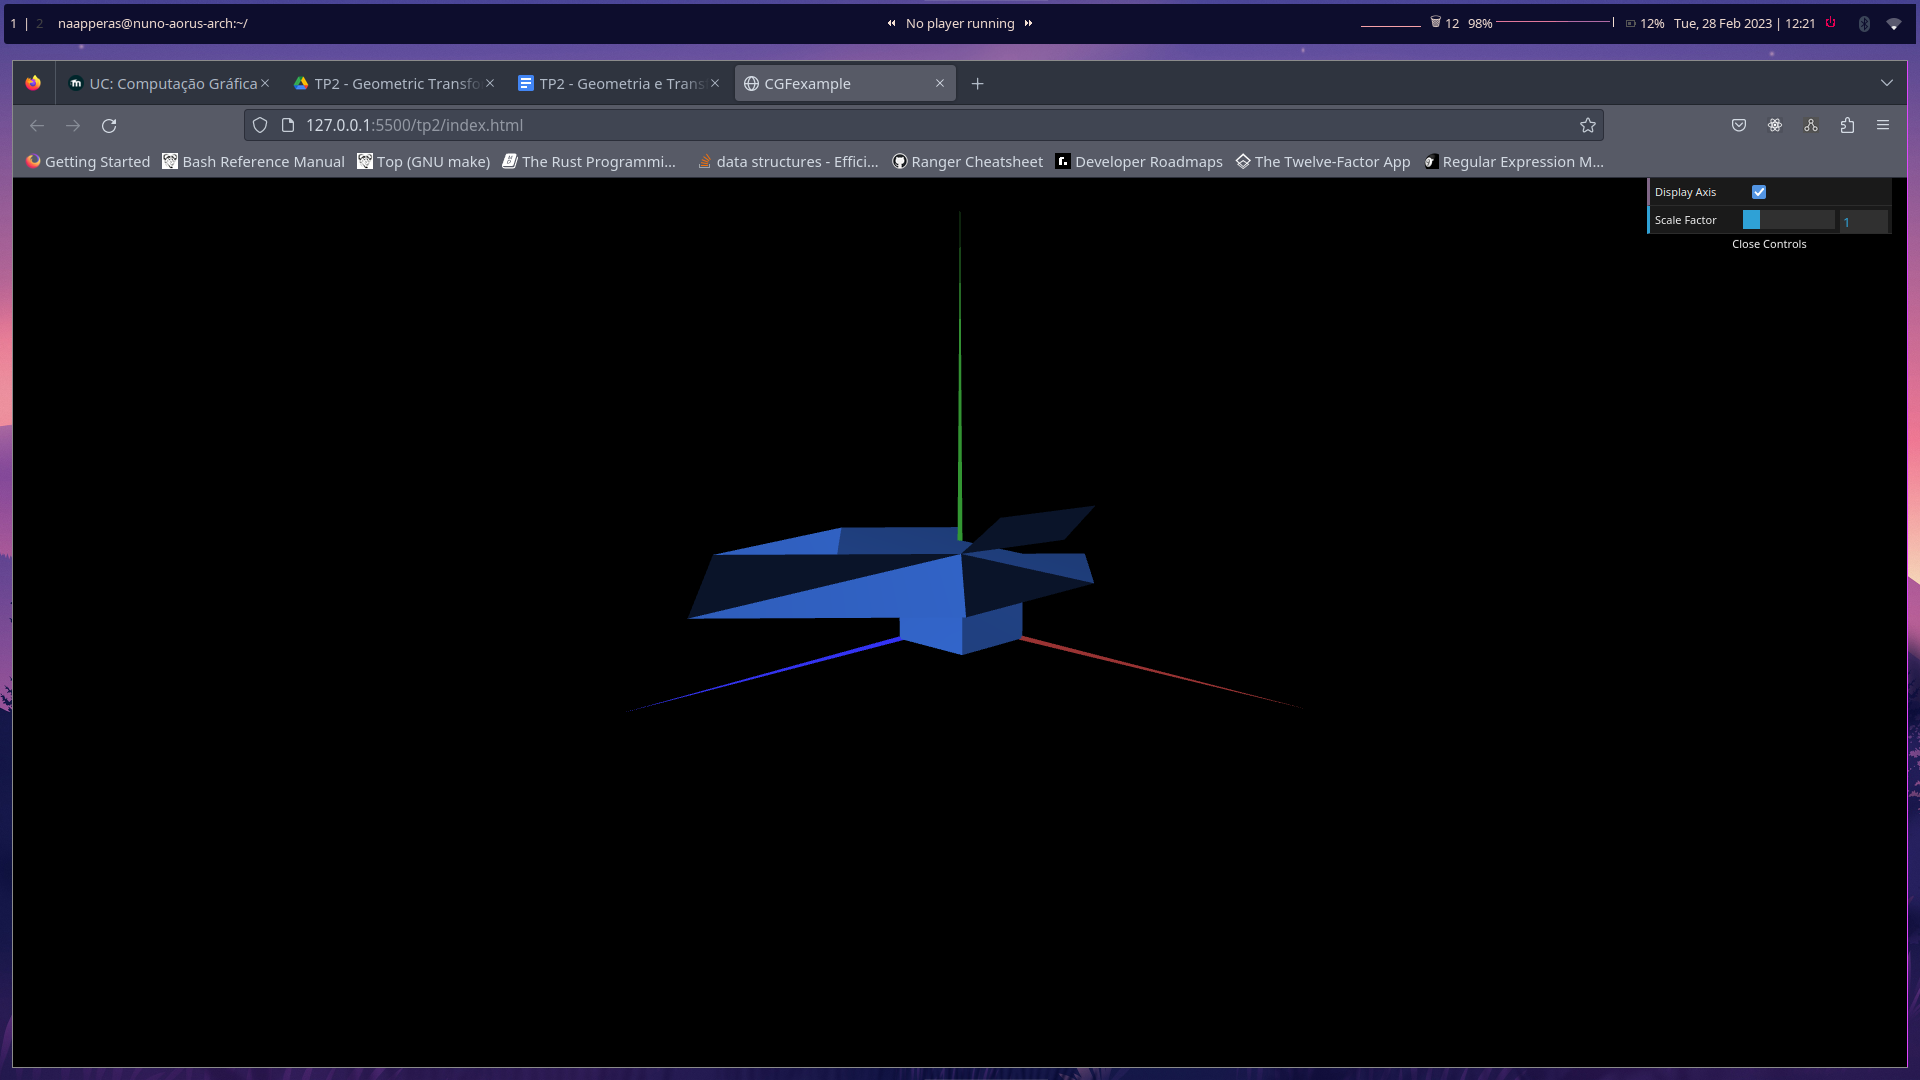 1 | 2 naapperas@nuno-aorus-arch:~/ No player running 12 98% 12% Tue, 28 Feb 2023 | 12:21
UC: Computação Gráfica TP2 - Geometric Transfo TP2 - Geometria e Trans CGFexample
127.0.0.1:5500/tp2/index.html
Getting Started Bash Reference Manual Top (GNU make) The Rust Programmi... data structures - Effici... Ranger Cheatsheet Developer Roadmaps The Twelve-Factor App Regular Expression M...
Display Axis
Scale Factor 1
Close Controls